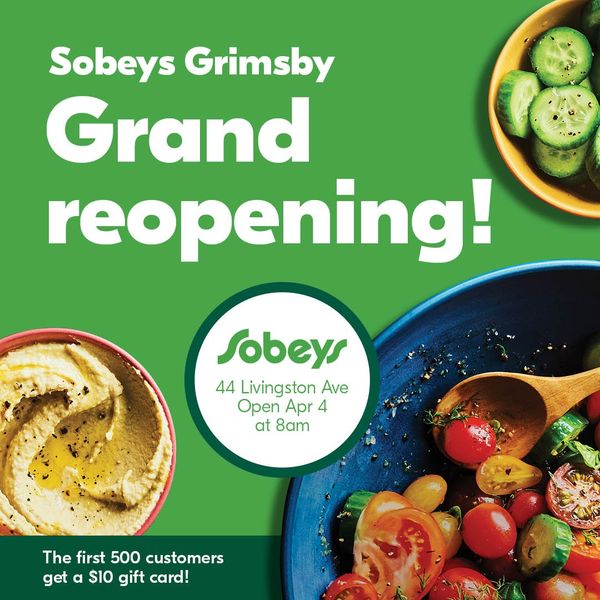 Sobeys Grimsby
Grand
reopening!
Sobeys
44 Livingston Ave
Open Apr 4
at 8am
The first 500 customers
get a $10 gift card!